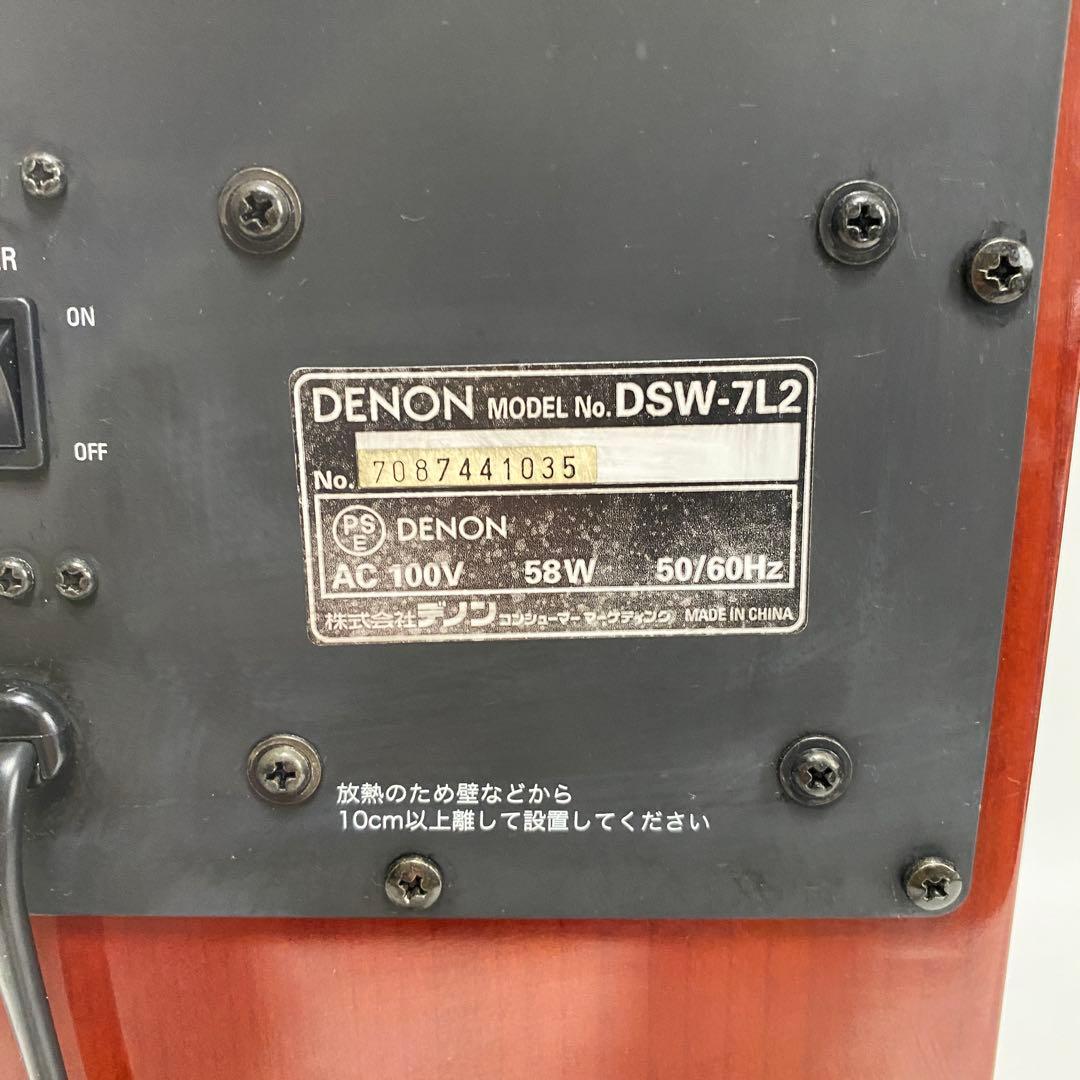 ON
OFF
DENON MODEL No. DSW-7L2
No. 7087441035
PS
E
DENON
AC 100V 58W 50/60Hz
株式会社デノン コンシューマーマーケティング MADE IN CHINA
放熱のため壁などから
10cm以上離して設置してください